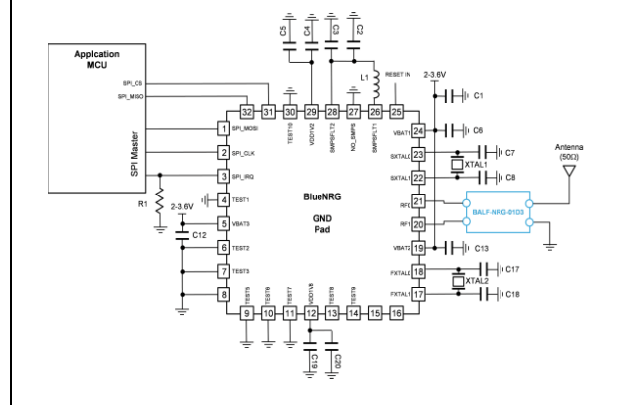 Applcation
MCU
SPI Master
SPI_CS
SPI_MISO
C5
C4
C3
C2
L1
RESET IN
2-3.6V
C1
32
31
30
29
28
27
26
25
TEST10
VDD1V2
SMPSFLT2
NO_SMPS
SMPSFLT1
1
SPI_MOSI
2
SPI_CLK
3
SPI_IRQ
4
TEST1
5
VBAT3
6
TEST2
7
TEST3
8
R1
2-3.6V
C12
BlueNRG
GND
Pad
VBAT1
24
C6
SXTAL0
23
C7
XTAL1
SXTAL1
22
C8
RF0
21
RF1
20
BALF-NRG-01D3
Antenna
(50Ω)
VBAT2
19
C13
FXTAL0
18
C17
XTAL2
FXTAL1
17
C18
TEST5
TEST6
TEST7
TEST8
TEST9
9
10
11
12
13
14
15
16
C19
C20